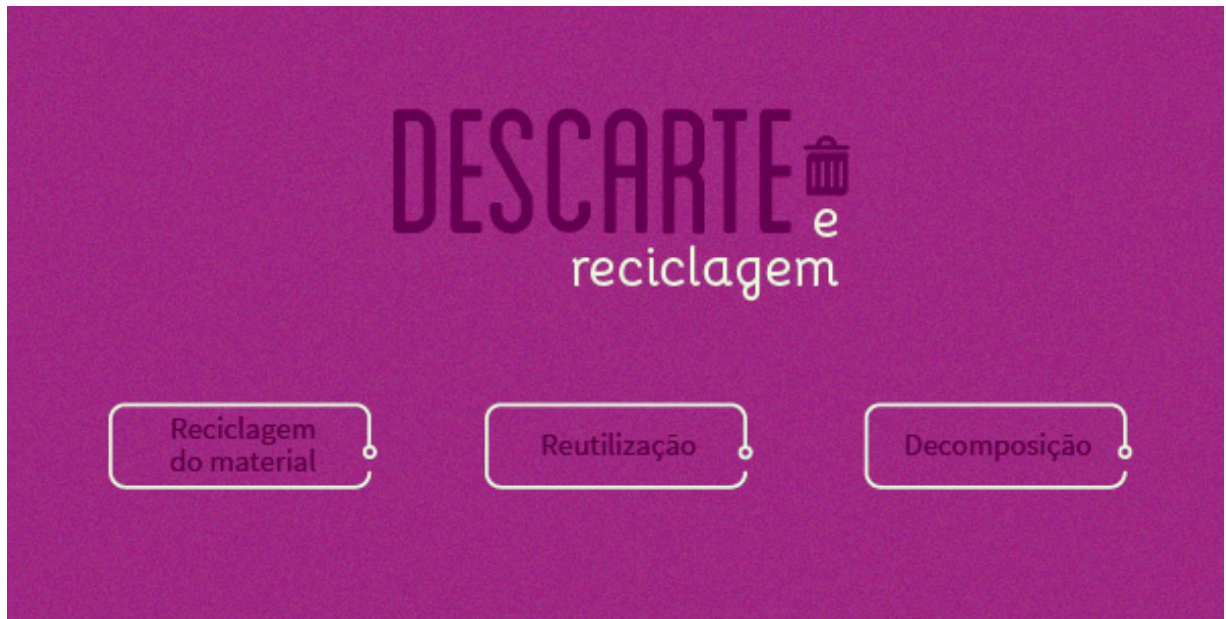 DESCARTE
e
reciclagem
Reciclagem
do material
Reutilização
Decomposição